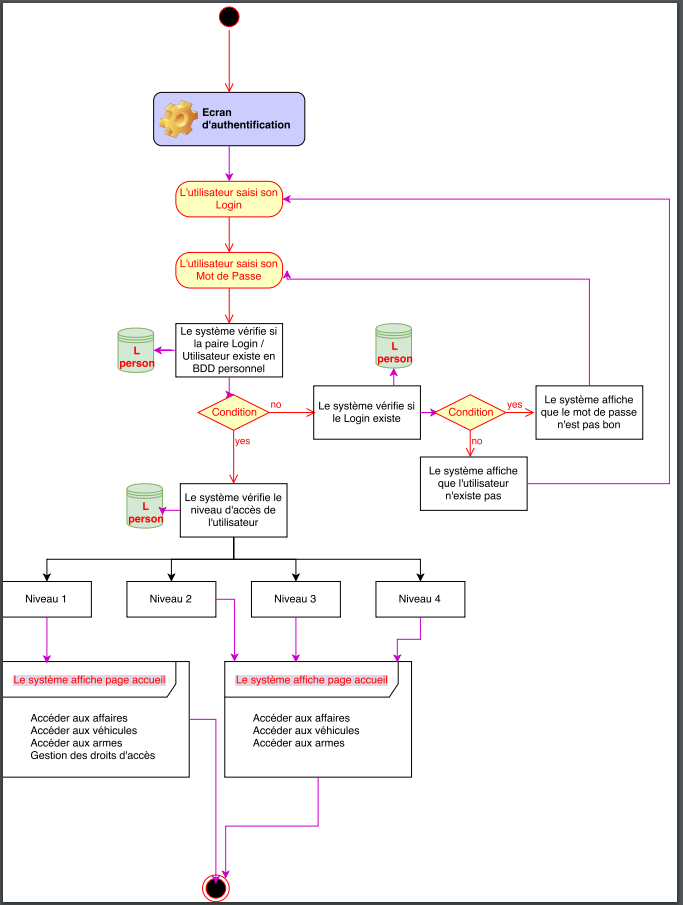 Ecran
d'authentification
L'utilisateur saisi son
Login
L'utilisateur saisi son
Mot de Passe
Le système vérifie si
la paire Login /
Utilisateur existe en
BDD personnel
L
person
L
person
Condition
no
Le système vérifie si
le Login existe
Condition
yes
Le système affiche
que le mot de passe
n'est pas bon
yes
no
Le système affiche
que l'utilisateur
n'existe pas
L
person
Le système vérifie le
niveau d'accès de
l'utilisateur
Niveau 1
Niveau 2
Niveau 3
Niveau 4
Le système affiche page accueil
Accéder aux affaires
Accéder aux véhicules
Accéder aux armes
Gestion des droits d'accès
Le système affiche page accueil
Accéder aux affaires
Accéder aux véhicules
Accéder aux armes